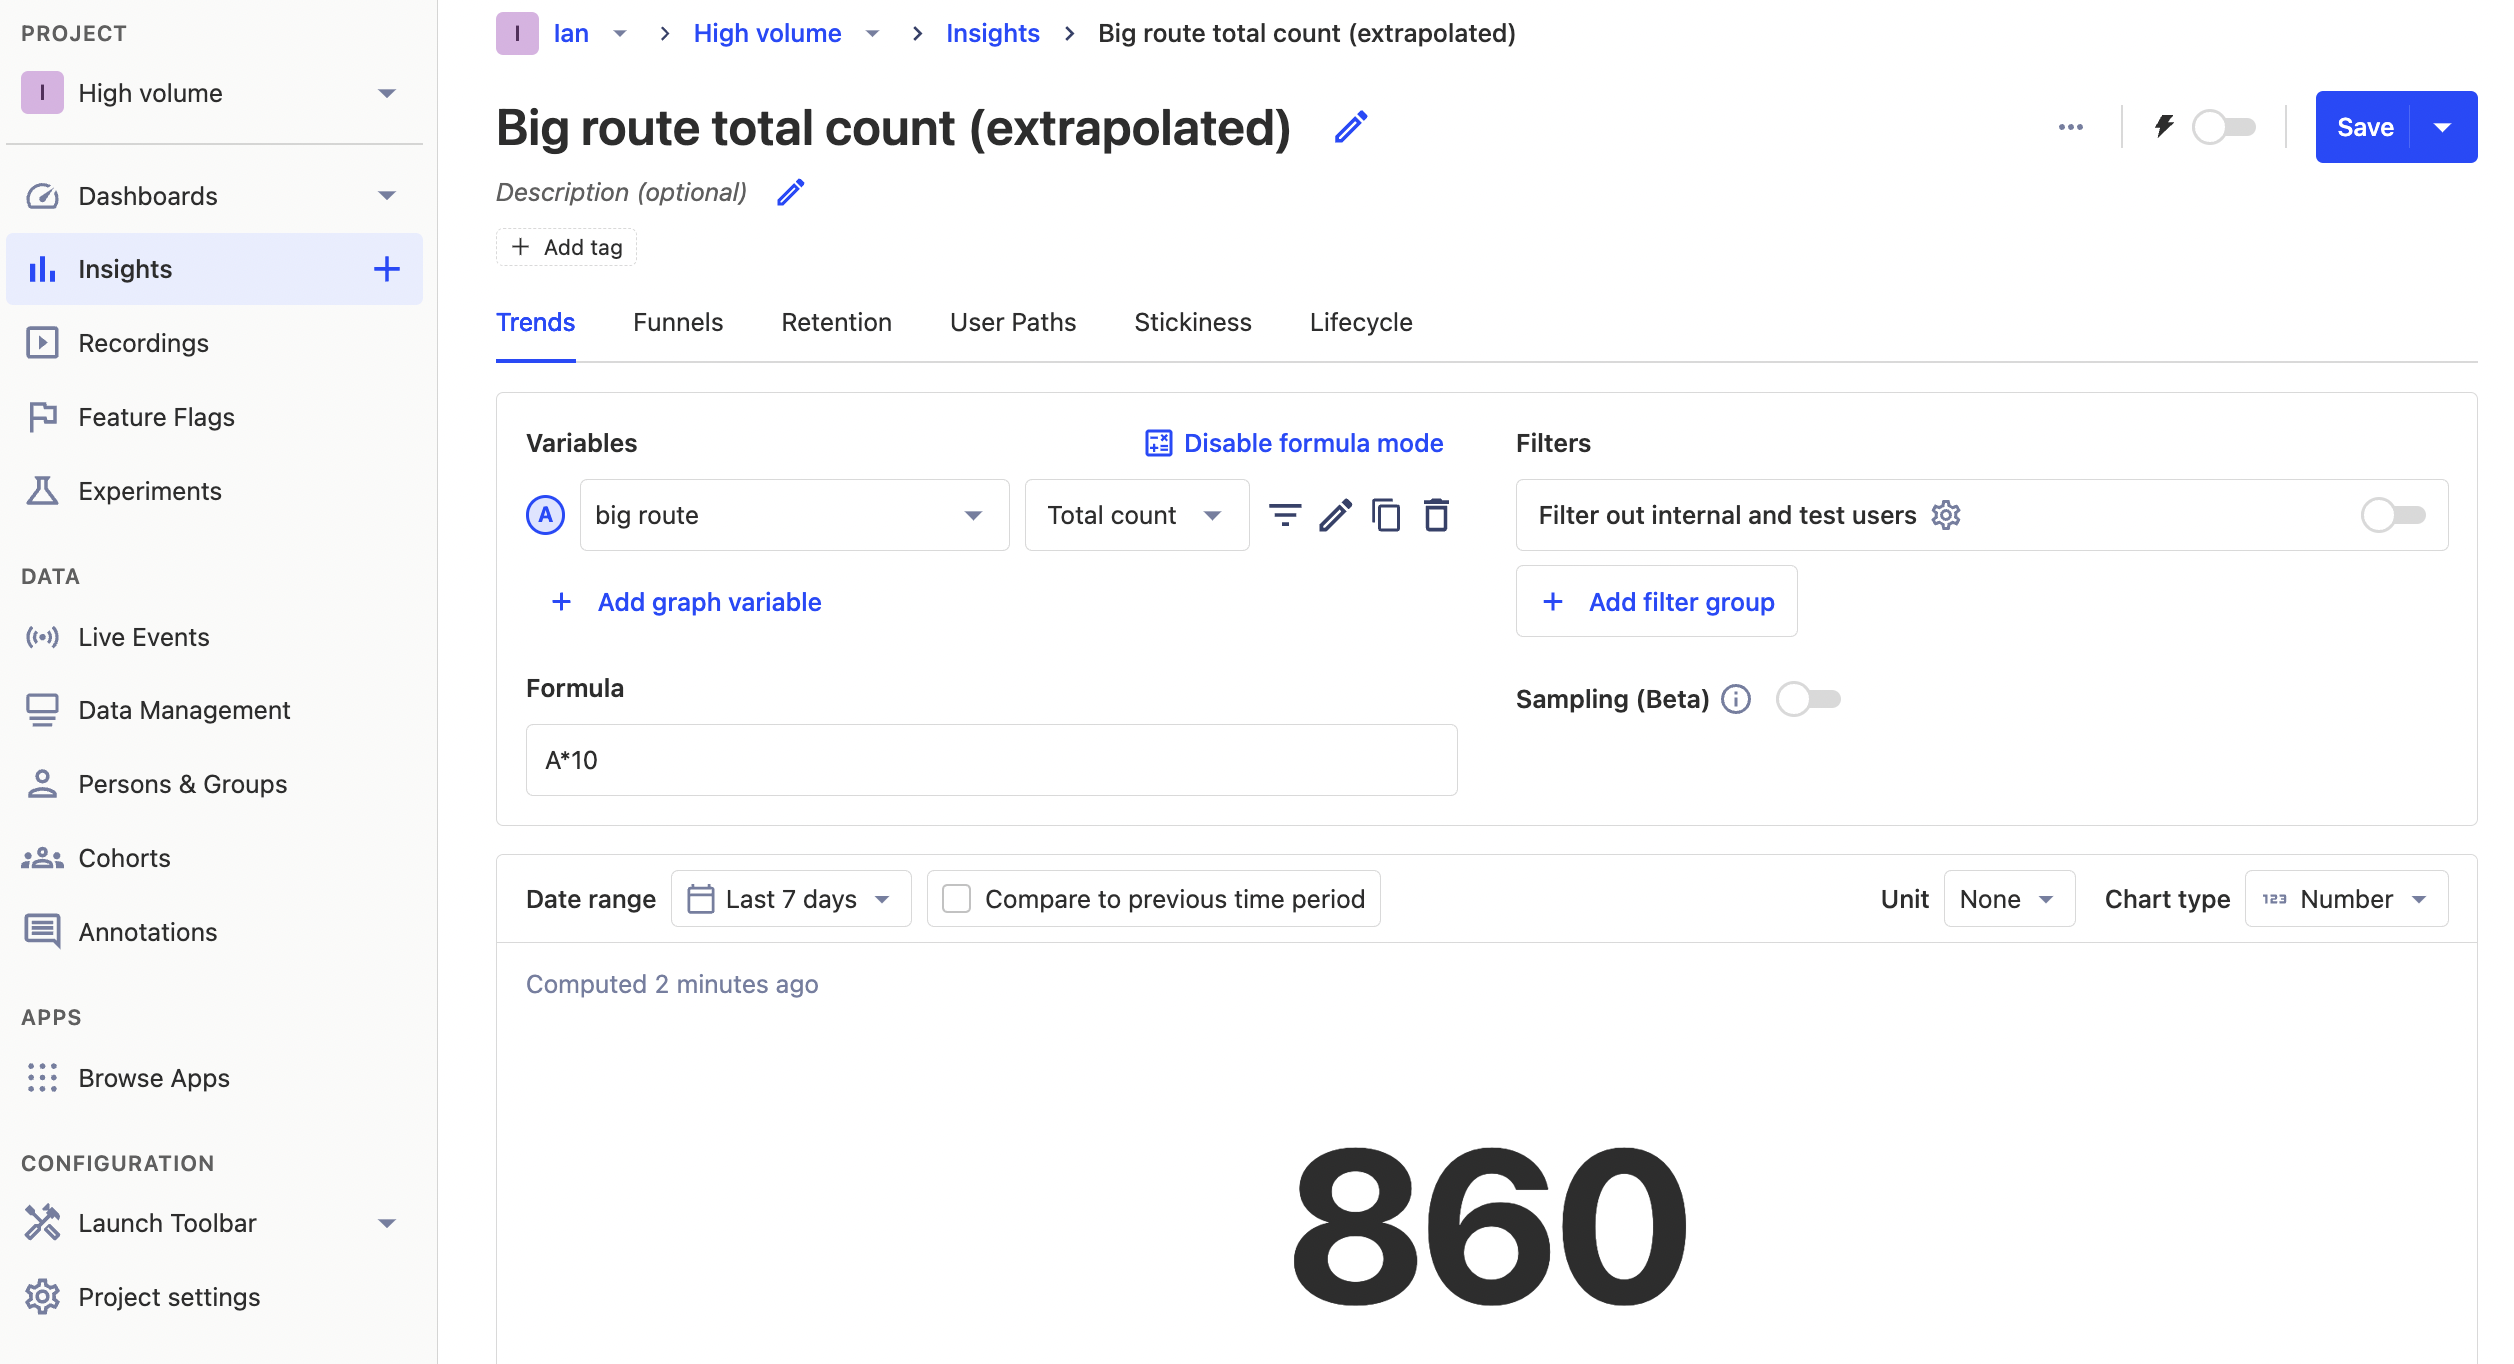 PROJECT
I High volume
Dashboards
Insights
Recordings
Feature Flags
Experiments
DATA
Live Events
Data Management
Persons & Groups
Cohorts
Annotations
APPS
Browse Apps
CONFIGURATION
Launch Toolbar
Project settings
I Ian > High volume > Insights > Big route total count (extrapolated)
Big route total count (extrapolated)
Save
Description (optional)
+ Add tag
Trends Funnels Retention User Paths Stickiness Lifecycle
Variables Disable formula mode
A big route Total count
+ Add graph variable
Formula
A*10
Filters
Filter out internal and test users
+ Add filter group
Sampling (Beta)
Date range Last 7 days Compare to previous time period Unit None Chart type 123 Number
Computed 2 minutes ago
860